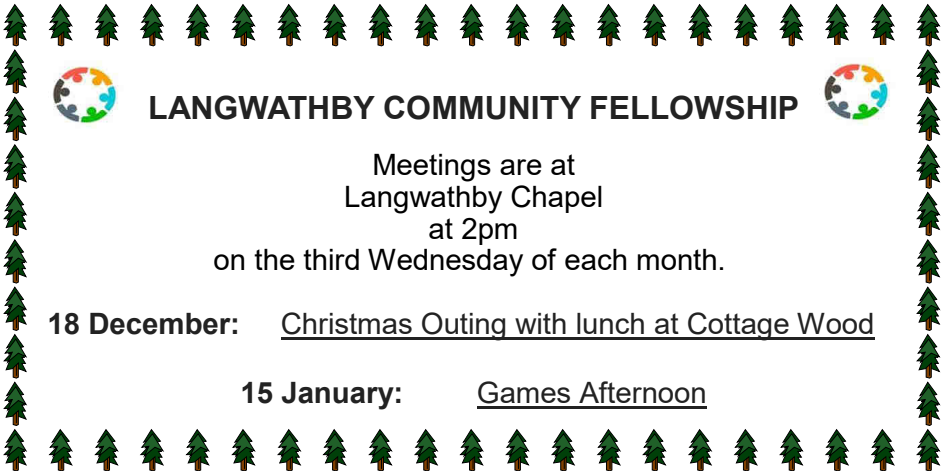 LANGWATHBY COMMUNITY FELLOWSHIP
Meetings are at
Langwathby Chapel
at 2pm
on the third Wednesday of each month.
18 December: Christmas Outing with lunch at Cottage Wood
15 January: Games Afternoon